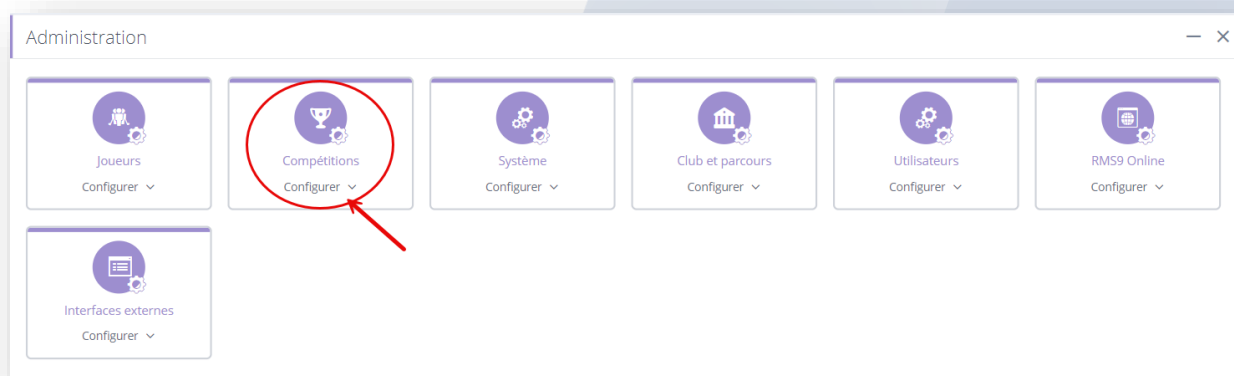 Administration
Joueurs
Configurer
Compétitions
Configurer
Système
Configurer
Club et parcours
Configurer
Utilisateurs
Configurer
RMS9 Online
Configurer
Interfaces externes
Configurer